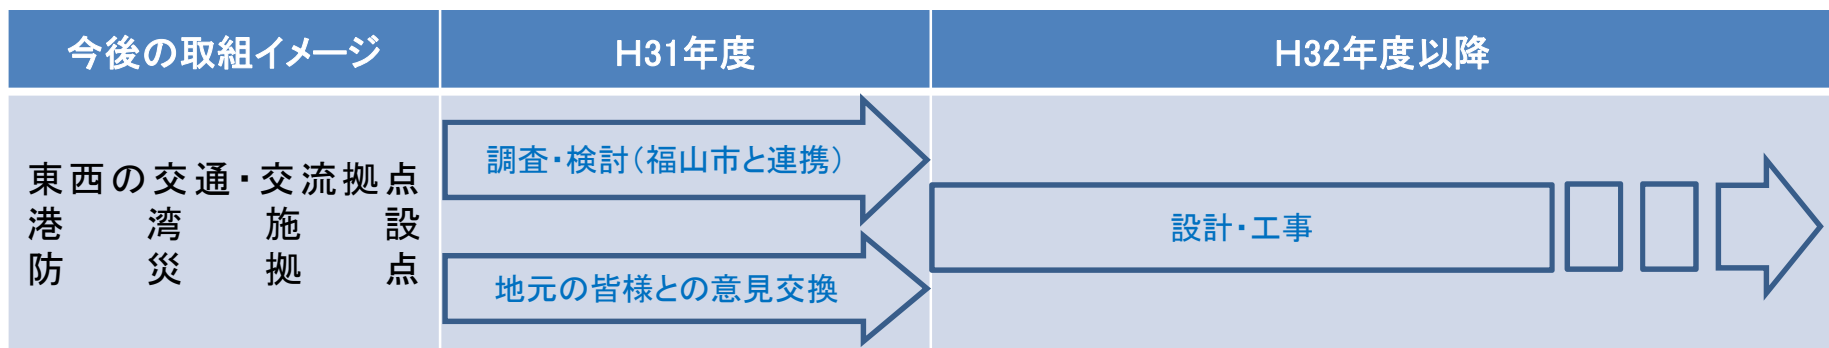 今後の取組イメージ
H31年度
H32年度以降
東西の交通・交流拠点
港湾施設
防災拠点
調査・検討(福山市と連携)
地元の皆様との意見交換
設計・工事